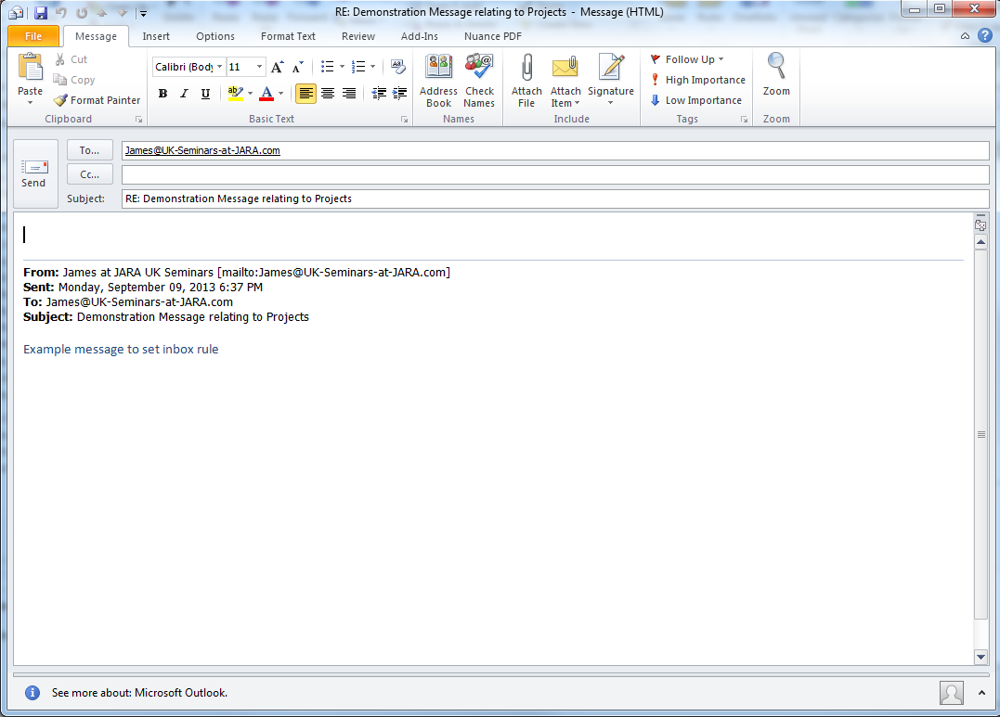 RE: Demonstration Message relating to Projects - Message (HTML)
File Message Insert Options Format Text Review Add-Ins Nuance PDF
Paste
Cut
Copy
Format Painter
Clipboard
Calibri (Body 11
B I U
Basic Text
Address Book
Check Names
Names
Attach File
Attach Item
Signature
Include
Follow Up
High Importance
Low Importance
Tags
Zoom
Zoom
Send
To... James@UK-Seminars-at-JARA.com
Cc...
Subject: RE: Demonstration Message relating to Projects
From: James at JARA UK Seminars [mailto:James@UK-Seminars-at-JARA.com]
Sent: Monday, September 09, 2013 6:37 PM
To: James@UK-Seminars-at-JARA.com
Subject: Demonstration Message relating to Projects
Example message to set inbox rule
See more about: Microsoft Outlook.